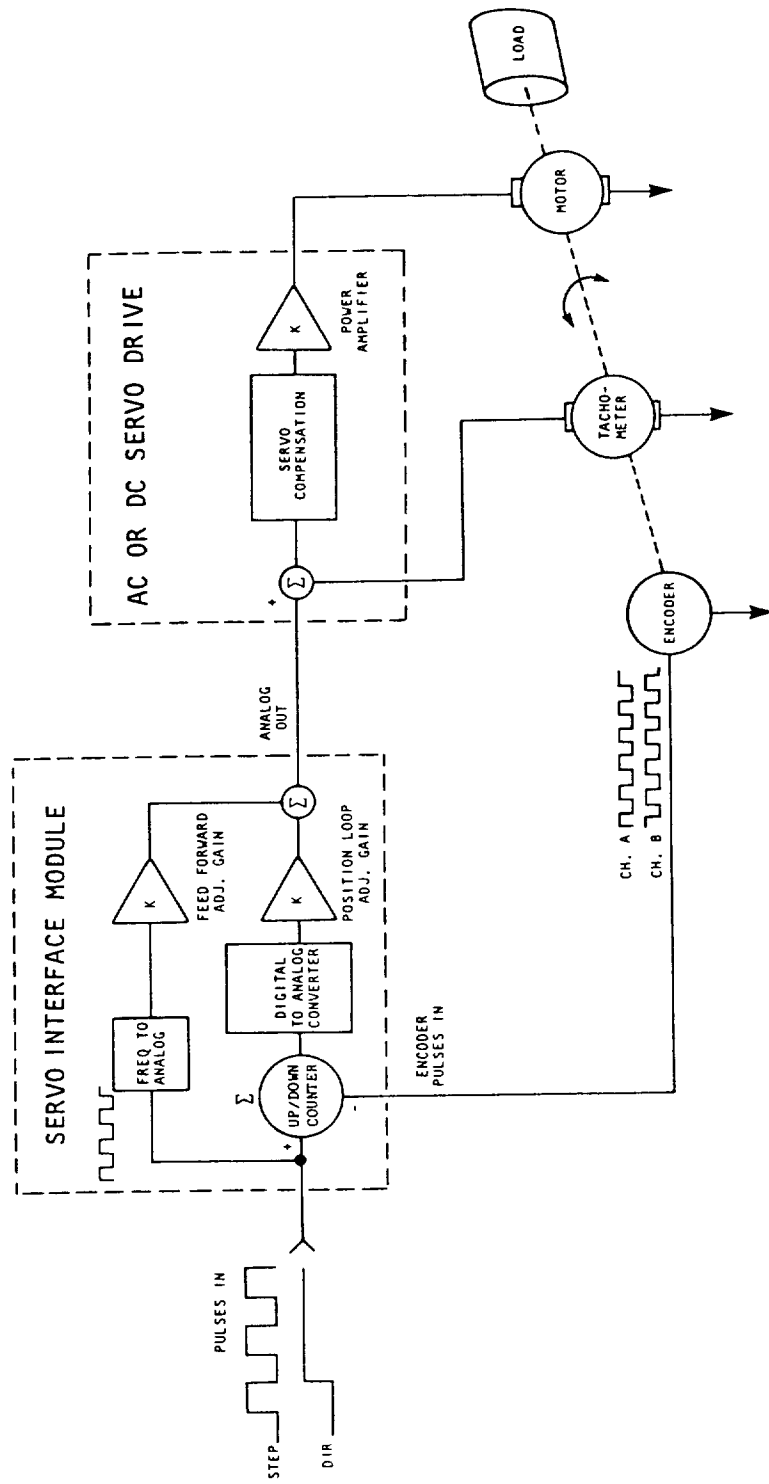 SERVO INTERFACE MODULE
AC OR DC SERVO DRIVE
PULSES IN
STEP
DIR
FREQ TO
ANALOG
K
FEED FORWARD
ADJ. GAIN
Σ
+
UP/DOWN
COUNTER
-
DIGITAL
TO ANALOG
CONVERTER
K
POSITION LOOP
ADJ. GAIN
Σ
ANALOG
OUT
+
Σ
SERVO
COMPENSATION
K
POWER
AMPLIFIER
ENCODER
PULSES IN
CH. A
CH. B
ENCODER
TACHO-
METER
MOTOR
LOAD